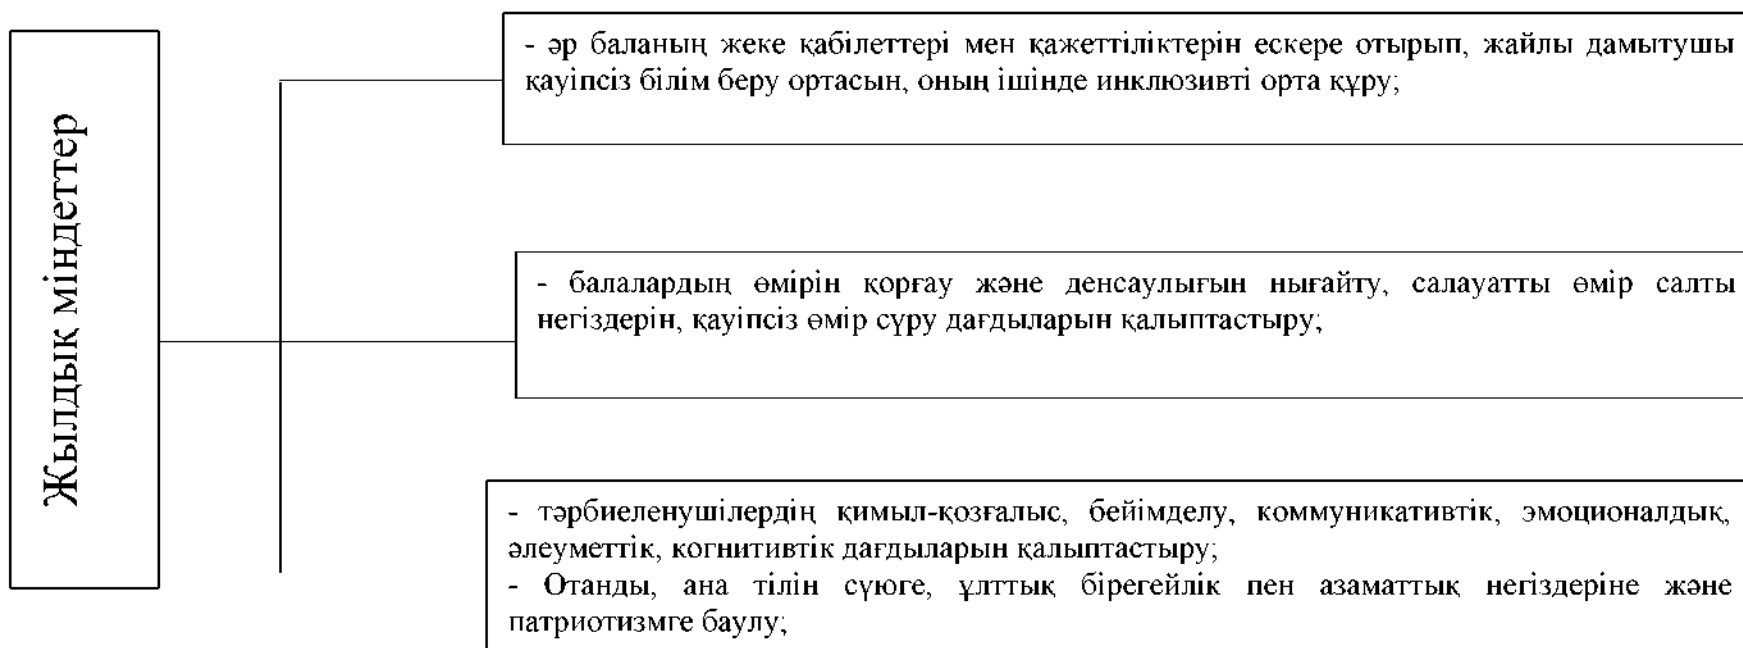 Жылдық міндеттер
- әр баланың жеке қабілеттері мен қажеттіліктерін ескере отырып, жайлы дамытушы
қауіпсіз білім беру ортасын, оның ішінде инклюзивті орта құру;
- балалардың өмірін қорғау және денсаулығын нығайту, салауатты өмір салты
негіздерін, қауіпсіз өмір сүру дағдыларын қалыптастыру;
- тәрбиеленушілердің қимыл-қозғалыс, бейімделу, коммуникативтік, эмоционалдық,
әлеуметтік, когнитивтік дағдыларын қалыптастыру;
- Отанды, ана тілін сүюге, ұлттық бірегейлік пен азаматтық негіздеріне және
патриотизмге баулу;